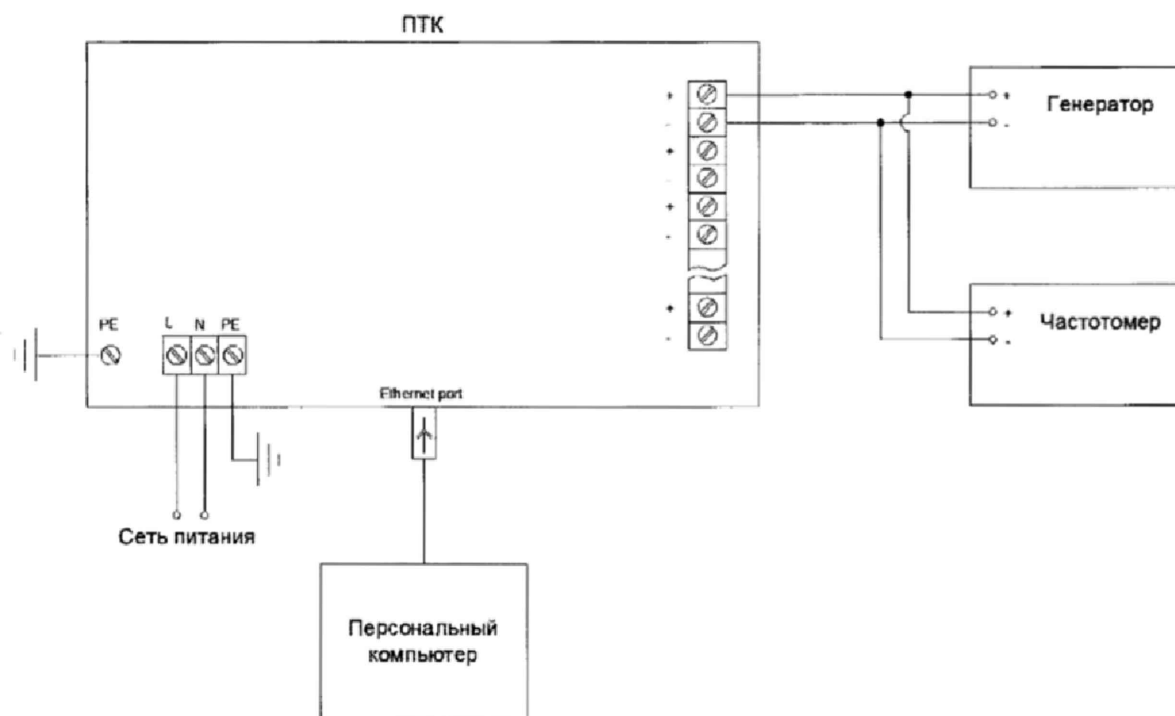 ПТК
+
-
+
-
+
-
+
-
+
-
Генератор
+
-
Частотомер
PE
L N PE
Ethernet port
Сеть питания
Персональный
компьютер